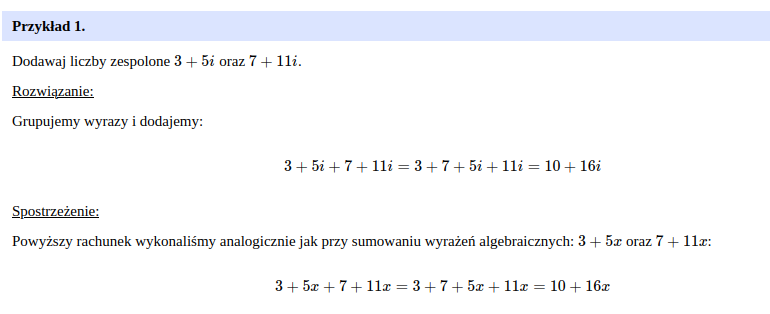 Przykład 1.
Dodawaj liczby zespolone 3 + 5i oraz 7 + 11i.
Rozwiązanie:
Grupujemy wyrazy i dodajemy:
3 + 5i + 7 + 11i = 3 + 7 + 5i + 11i = 10 + 16i
Spostrzeżenie:
Powyższy rachunek wykonaliśmy analogicznie jak przy sumowaniu wyrażeń algebraicznych: 3 + 5x oraz 7 + 11x:
3 + 5x + 7 + 11x = 3 + 7 + 5x + 11x = 10 + 16x